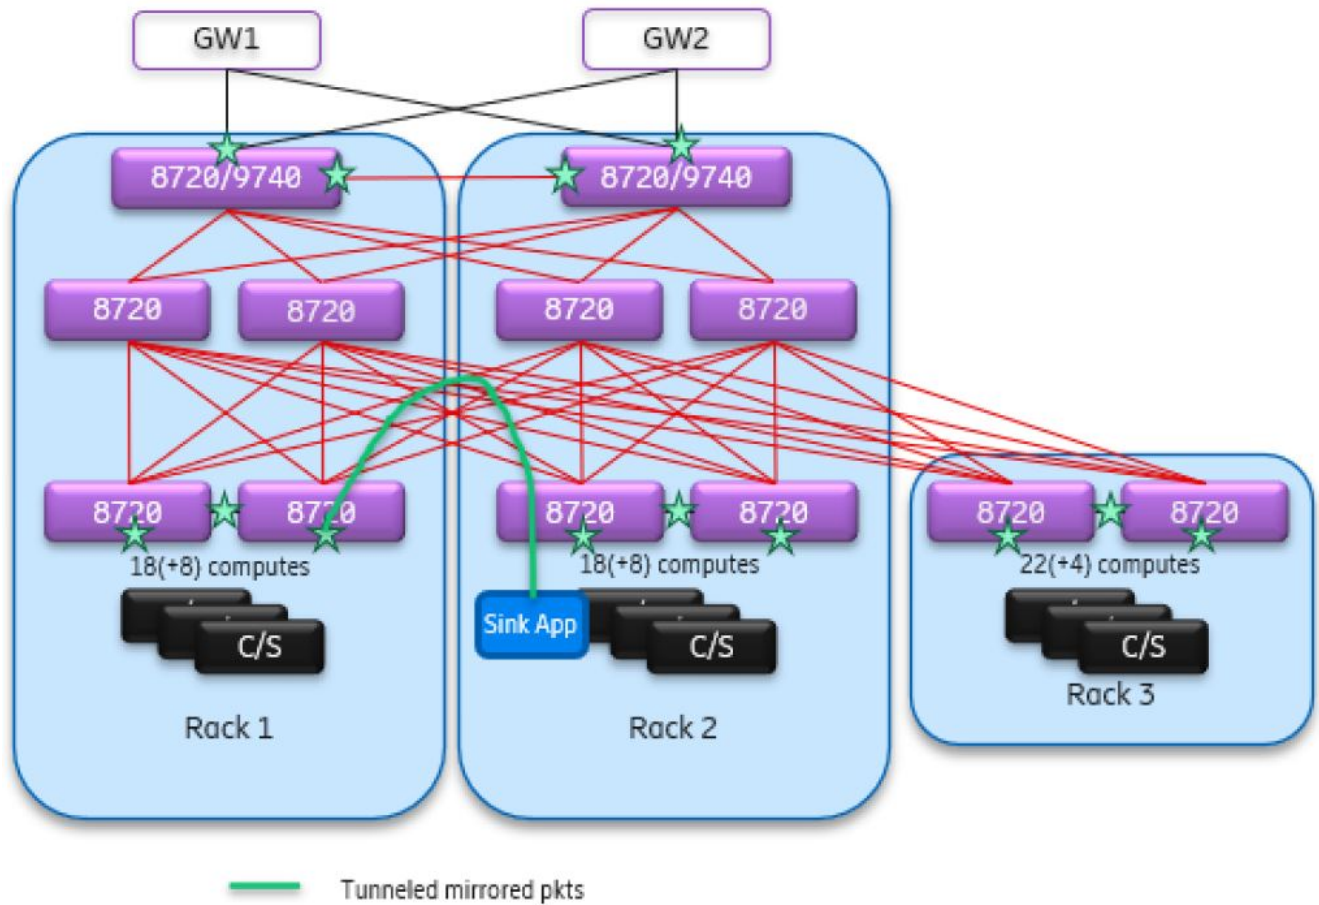 GW1
GW2
8720/9740
8720/9740
8720
8720
8720
8720
8720
8720
8720
8720
8720
8720
18(+8) computes
18(+8) computes
22(+4) computes
Sink App
C/S
C/S
C/S
Rack 1
Rack 2
Rack 3
Tunneled mirrored pkts